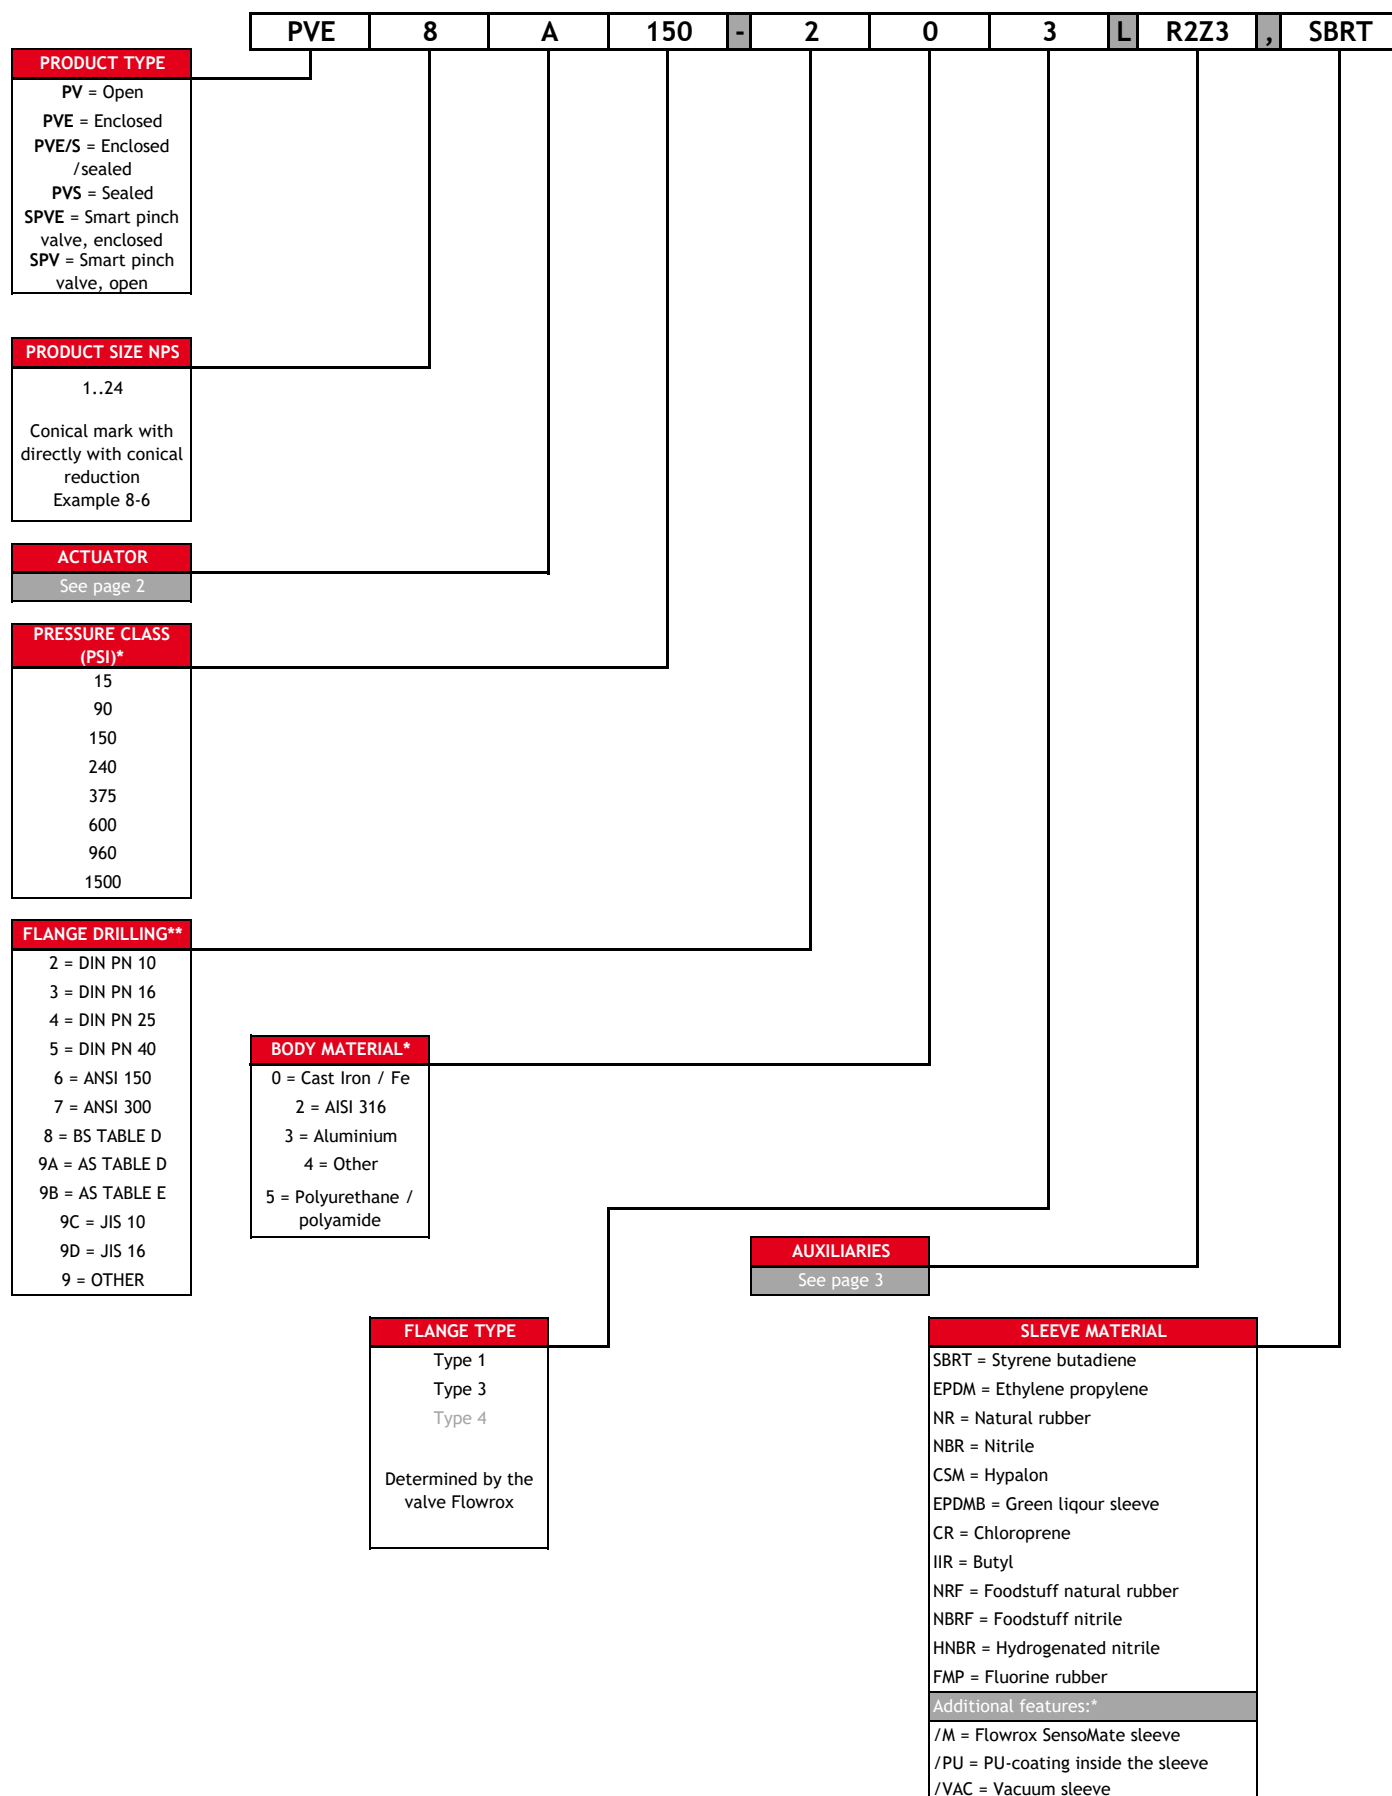 PVE 8 A 150 - 2 0 3 L R2Z3 , SBRT
PRODUCT TYPE
PV = Open
PVE = Enclosed
PVE/S = Enclosed
/sealed
PVS = Sealed
SPVE = Smart pinch
valve, enclosed
SPV = Smart pinch
valve, open
PRODUCT SIZE NPS
1..24
Conical mark with
directly with conical
reduction
Example 8-6
ACTUATOR
See page 2
PRESSURE CLASS
(PSI)*
15
90
150
240
375
600
960
1500
FLANGE DRILLING**
2 = DIN PN 10
3 = DIN PN 16
4 = DIN PN 25
5 = DIN PN 40
6 = ANSI 150
7 = ANSI 300
8 = BS TABLE D
9A = AS TABLE D
9B = AS TABLE E
9C = JIS 10
9D = JIS 16
9 = OTHER
BODY MATERIAL*
0 = Cast Iron / Fe
2 = AISI 316
3 = Aluminium
4 = Other
5 = Polyurethane /
polyamide
FLANGE TYPE
Type 1
Type 3
Type 4
Determined by the
valve Flowrox
AUXILIARIES
See page 3
SLEEVE MATERIAL
SBRT = Styrene butadiene
EPDM = Ethylene propylene
NR = Natural rubber
NBR = Nitrile
CSM = Hypalon
EPDMB = Green liqour sleeve
CR = Chloroprene
IIR = Butyl
NRF = Foodstuff natural rubber
NBRF = Foodstuff nitrile
HNBR = Hydrogenated nitrile
FMP = Fluorine rubber
Additional features:*
/M = Flowrox SensoMate sleeve
/PU = PU-coating inside the sleeve
/VAC = Vacuum sleeve